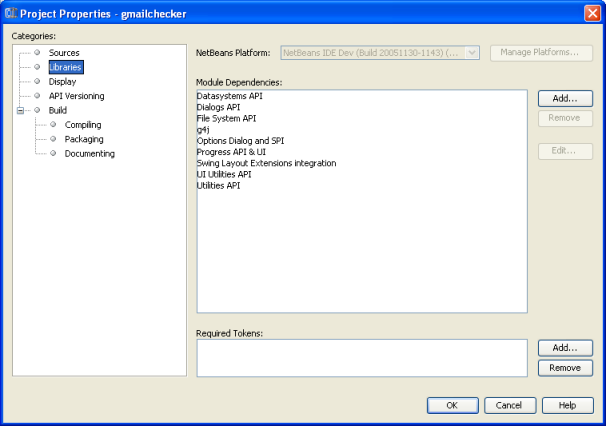 Project Properties - gmailchecker
Categories:
Sources
Libraries
Display
API Versioning
Build
Compiling
Packaging
Documenting
NetBeans Platform: NetBeans IDE Dev (Build 20051130-1143) (... Manage Platforms...
Module Dependencies:
Datasystems API
Dialogs API
File System API
g4j
Options Dialog and SPI
Progress API & UI
Swing Layout Extensions integration
UI Utilities API
Utilities API
Add...
Remove
Edit...
Required Tokens:
Add...
Remove
OK Cancel Help